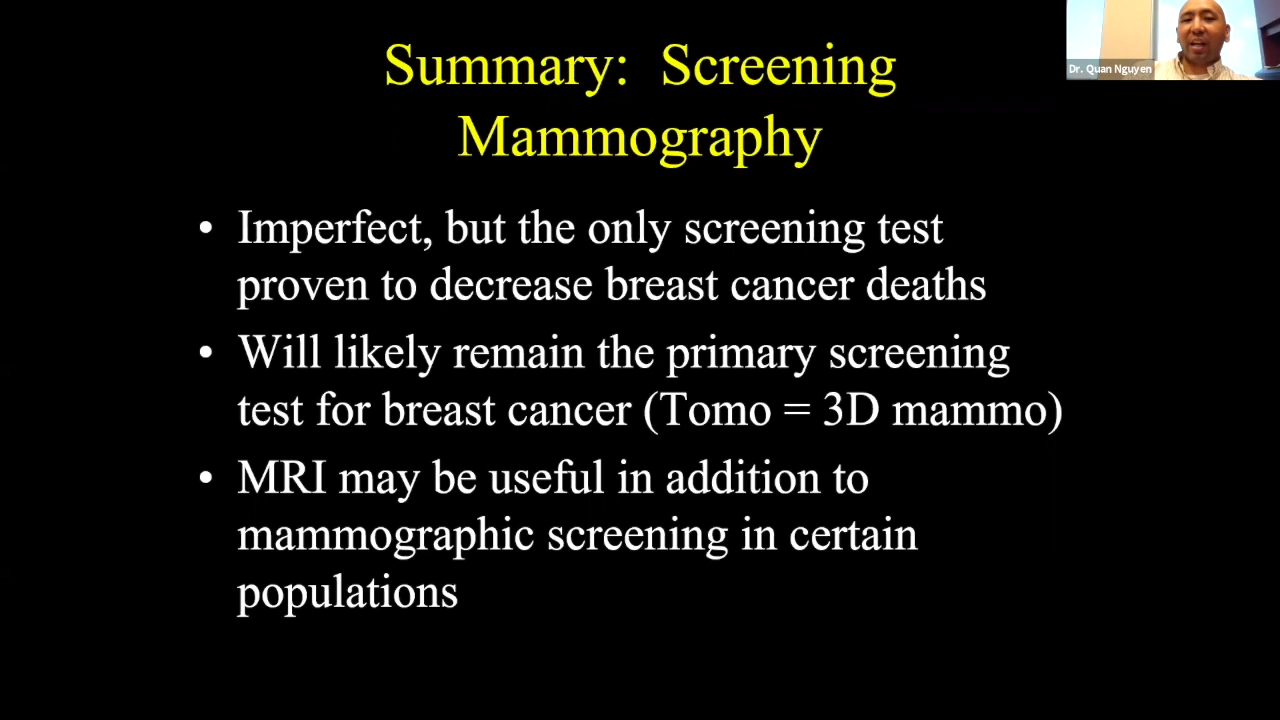 Summary:  Screening
Mammography
• Imperfect, but the only screening test
proven to decrease breast cancer deaths
• Will likely remain the primary screening
test for breast cancer (Tomo = 3D mammo)
• MRI may be useful in addition to
mammographic screening in certain
populations
Dr. Quan Nguyen